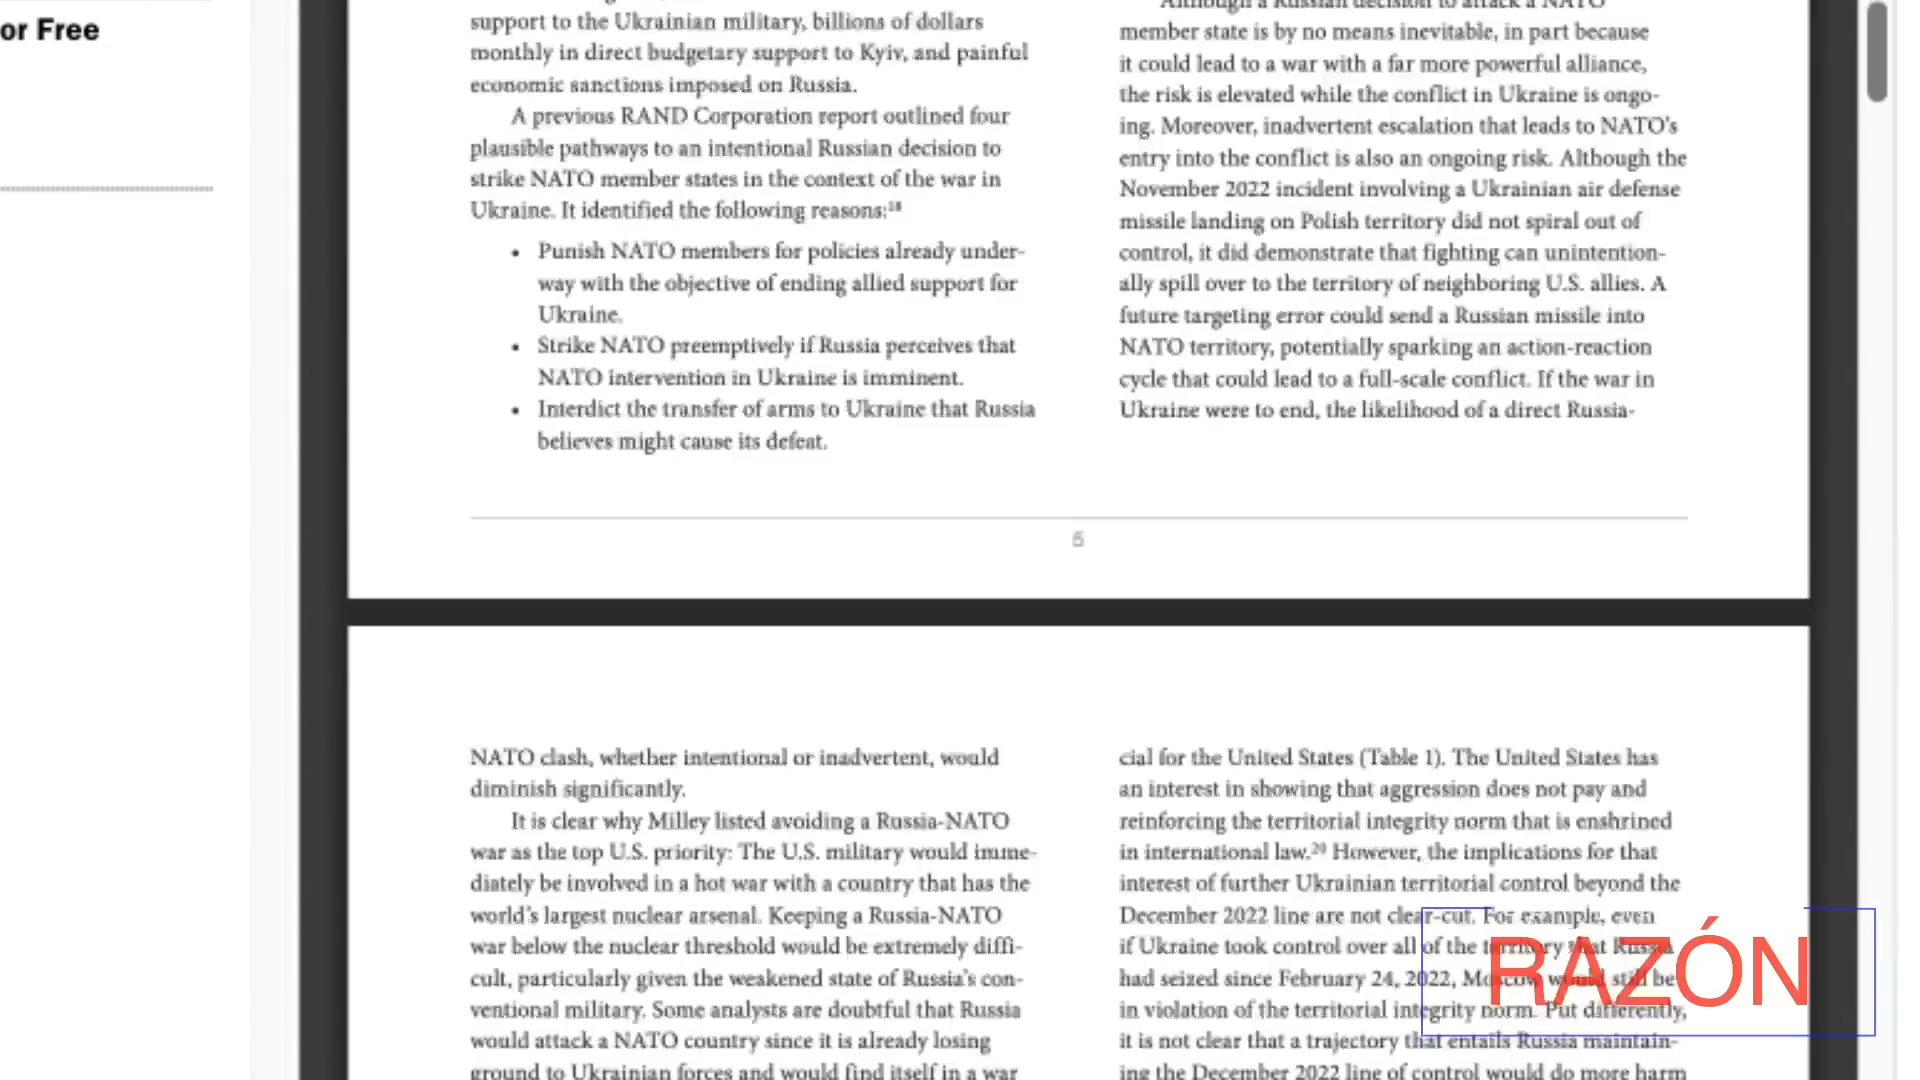 or Free
support to the Ukrainian military, billions of dollars
monthly in direct budgetary support to Kyiv, and painful
economic sanctions imposed on Russia.
A previous RAND Corporation report outlined four
plausible pathways to an intentional Russian decision to
strike NATO member states in the context of the war in
Ukraine. It identified the following reasons:18
• Punish NATO members for policies already under-
way with the objective of ending allied support for
Ukraine.
• Strike NATO preemptively if Russia perceives that
NATO intervention in Ukraine is imminent.
• Interdict the transfer of arms to Ukraine that Russia
believes might cause its defeat.
Although a Russian decision to attack a NATO
member state is by no means inevitable, in part because
it could lead to a war with a far more powerful alliance,
the risk is elevated while the conflict in Ukraine is ongo-
ing. Moreover, inadvertent escalation that leads to NATO's
entry into the conflict is also an ongoing risk. Although the
November 2022 incident involving a Ukrainian air defense
missile landing on Polish territory did not spiral out of
control, it did demonstrate that fighting can unintention-
ally spill over to the territory of neighboring U.S. allies. A
future targeting error could send a Russian missile into
NATO territory, potentially sparking an action-reaction
cycle that could lead to a full-scale conflict. If the war in
Ukraine were to end, the likelihood of a direct Russia-
NATO clash, whether intentional or inadvertent, would
diminish significantly.
It is clear why Milley listed avoiding a Russia-NATO
war as the top U.S. priority: The U.S. military would imme-
diately be involved in a hot war with a country that has the
world's largest nuclear arsenal. Keeping a Russia-NATO
war below the nuclear threshold would be extremely diffi-
cult, particularly given the weakened state of Russia's con-
ventional military. Some analysts are doubtful that Russia
would attack a NATO country since it is already losing
ground to Ukrainian forces and would find itself in a war
cial for the United States (Table 1). The United States has
an interest in showing that aggression does not pay and
reinforcing the territorial integrity norm that is enshrined
in international law.20 However, the implications for that
interest of further Ukrainian territorial control beyond the
December 2022 line are not clear-cut. For example, even
if Ukraine took control over all of the territory that Russia
had seized since February 24, 2022, Moscow would still be
in violation of the territorial integrity norm. Put differently,
it is not clear that a trajectory that entails Russia maintain-
ing the December 2022 line of control would do more harm
RAZÓN